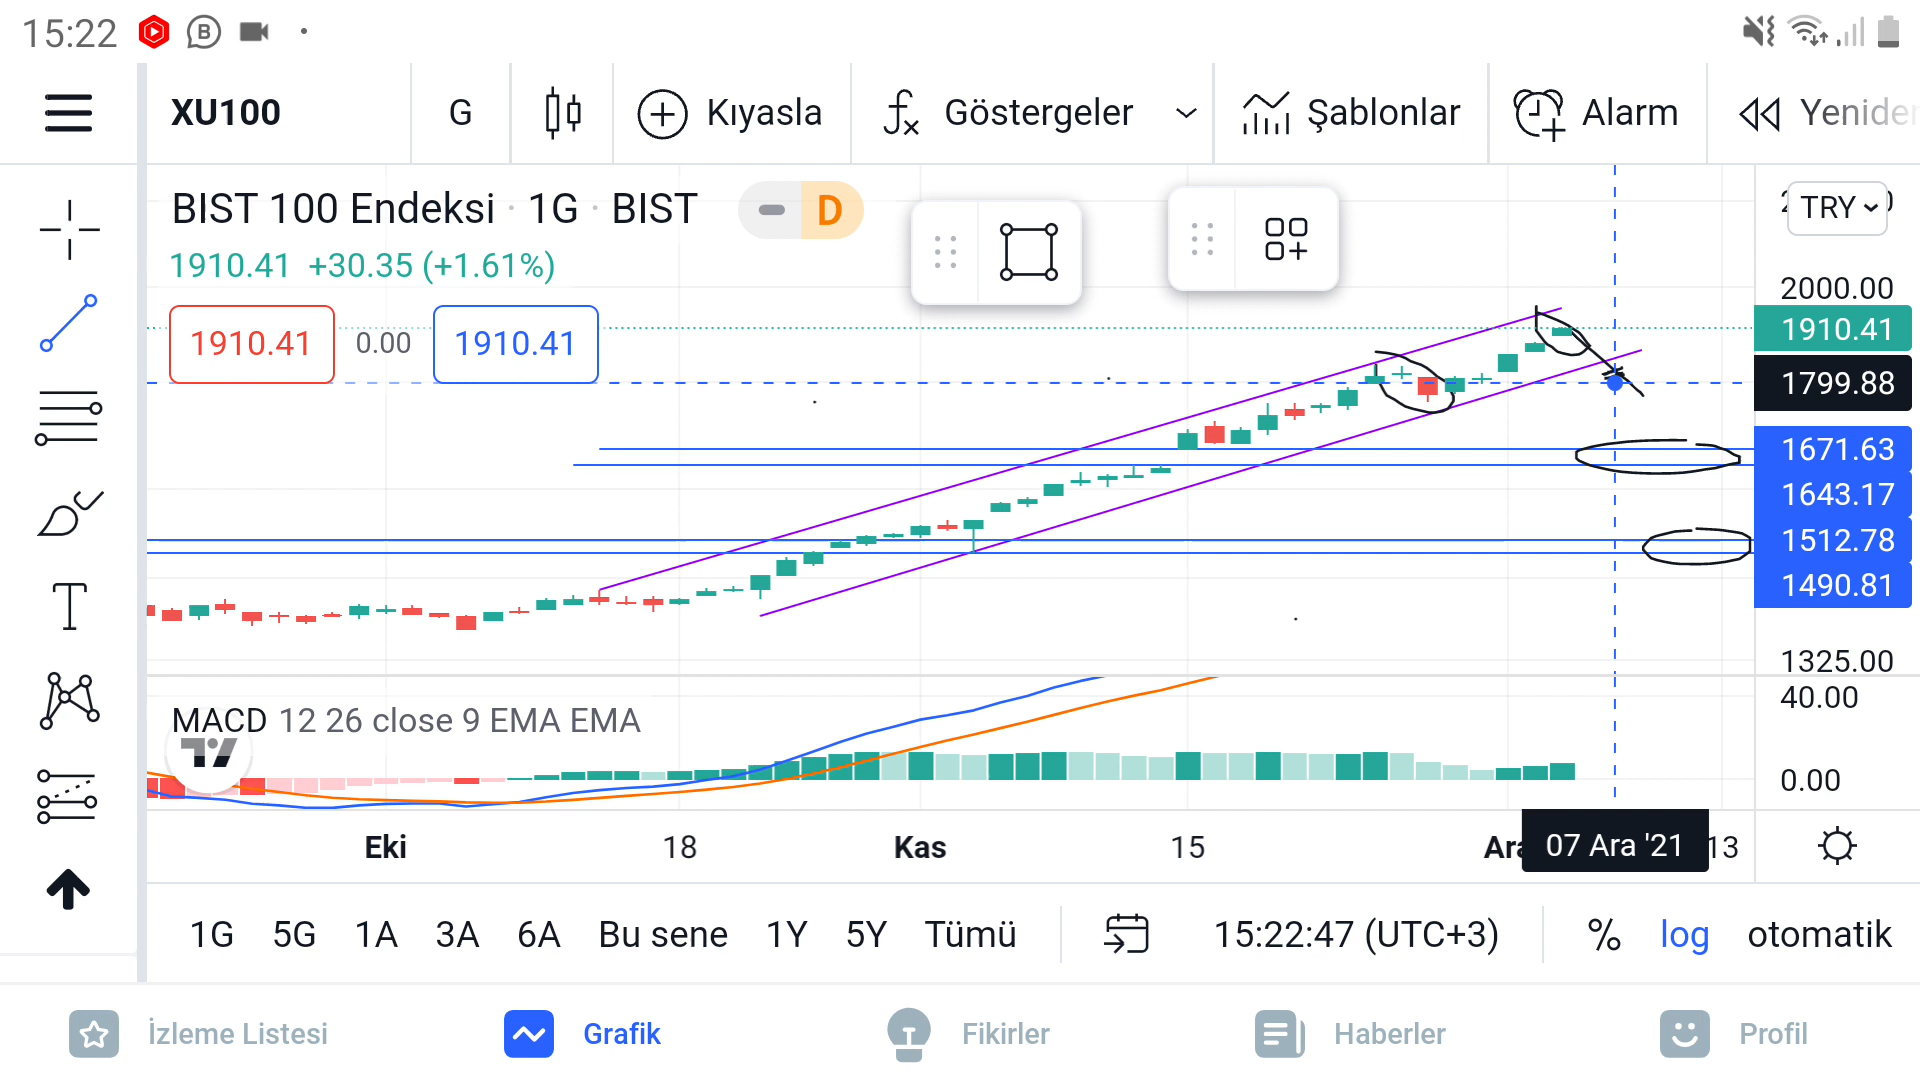 15:22
XU100 G Kıyasla Göstergeler Şablonlar Alarm
BIST 100 Endeksi · 1G · BIST D
1910.41 +30.35 (+1.61%)
1910.41 0.00 1910.41
TRY
2000.00
1910.41
1799.88
1671.63
1643.17
1512.78
1490.81
1325.00
MACD 12 26 close 9 EMA EMA
40.00
0.00
Eki 18 Kas 15 07 Ara '21 13
1G 5G 1A 3A 6A Bu sene 1Y 5Y Tümü 15:22:47 (UTC+3) % log otomatik
İzleme Listesi Grafik Fikirler Haberler Profil